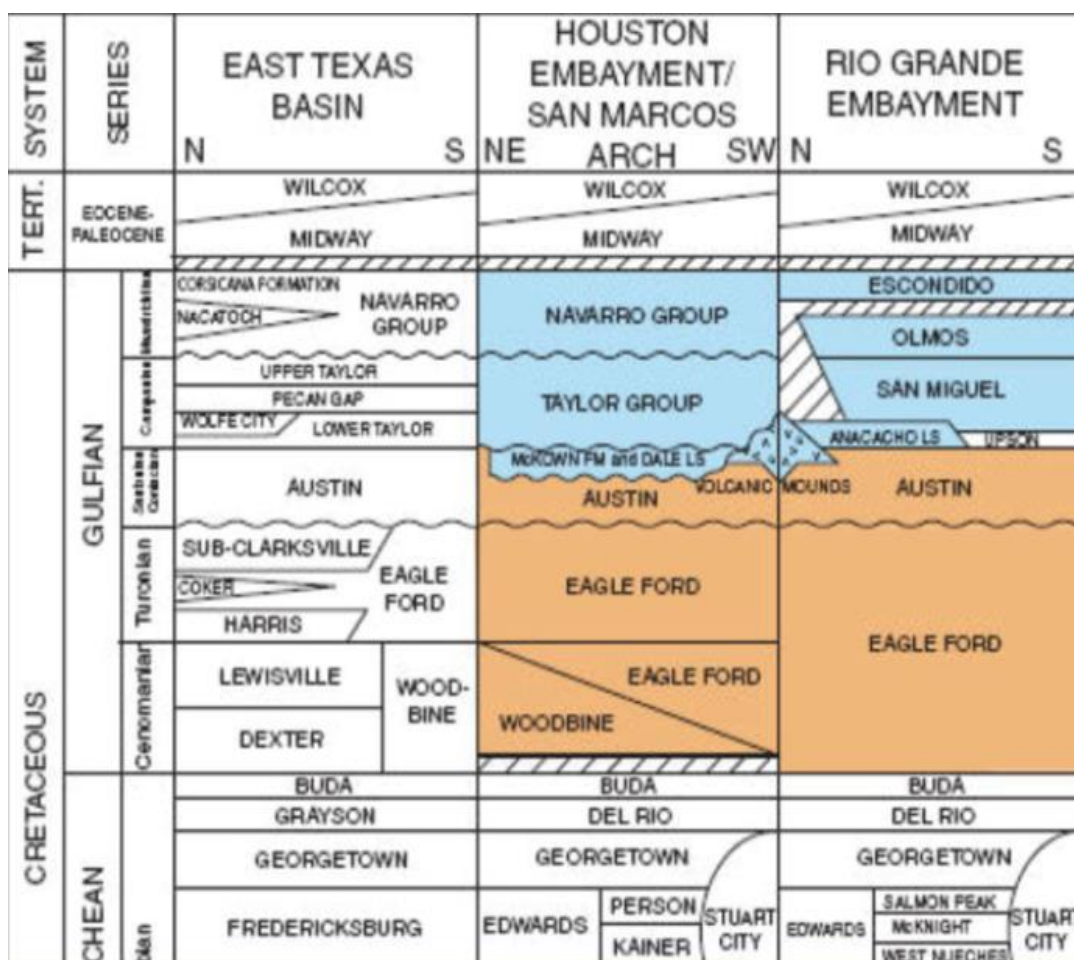 SYSTEM
SERIES
EAST TEXAS
BASIN
N S
HOUSTON
EMBAYMENT/
SAN MARCOS
ARCH
NE SW
RIO GRANDE
EMBAYMENT
N S
TERT.
EOCENE-
PALEOCENE
WILCOX
MIDWAY
WILCOX
MIDWAY
WILCOX
MIDWAY
CRETACEOUS
GULFIAN
CORSICANA FORMATION
NACATOCH
NAVARRO
GROUP
NAVARRO GROUP
ESCONDIDO
OLMOS
UPPER TAYLOR
PECAN GAP
WOLFE CITY
LOWER TAYLOR
TAYLOR GROUP
SAN MIGUEL
ANACACHO LS
UPSON
AUSTIN
McKOWN FM and DALE LS
AUSTIN
VOLCANIC MOUNDS
AUSTIN
Turonian
SUB-CLARKSVILLE
COKER
HARRIS
EAGLE
FORD
EAGLE FORD
EAGLE FORD
Cenomanian
LEWISVILLE
DEXTER
WOOD-
BINE
EAGLE FORD
WOODBINE
CHEAN
bian
BUDA
BUDA
BUDA
GRAYSON
DEL RIO
DEL RIO
GEORGETOWN
GEORGETOWN
GEORGETOWN
FREDERICKSBURG
EDWARDS
PERSON
KAINER
STUART
CITY
EDWARDS
SALMON PEAK
McKNIGHT
WEST NUECHES
STUART
CITY